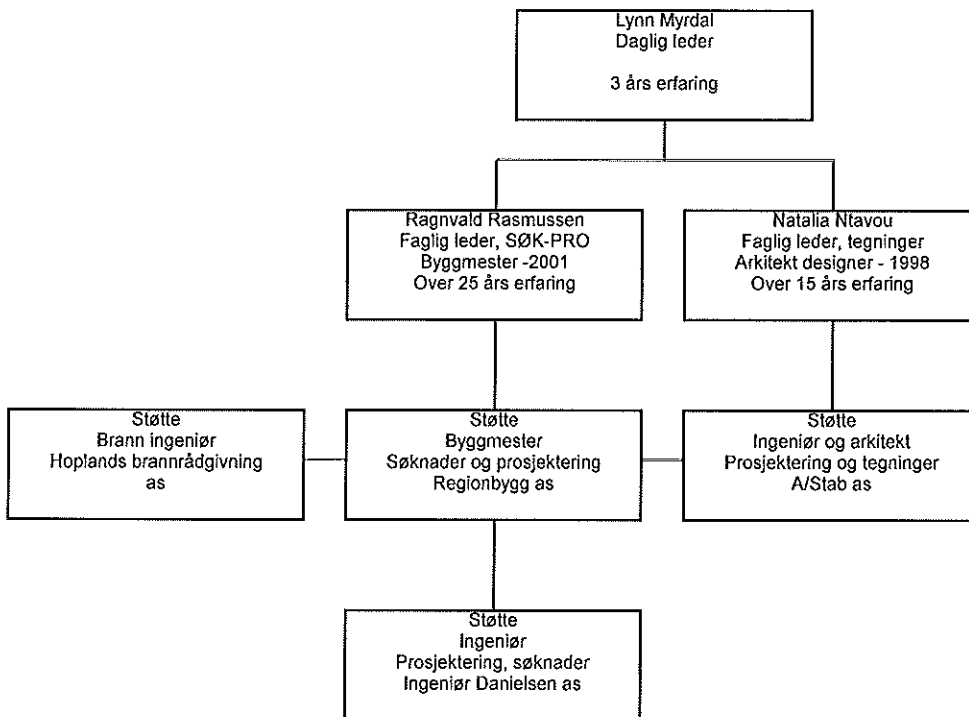 Lynn Myrdal
Daglig leder
3 års erfaring
Ragnvald Rasmussen
Faglig leder, SØK-PRO
Byggmester -2001
Over 25 års erfaring
Natalia Ntavou
Faglig leder, tegninger
Arkitekt designer - 1998
Over 15 års erfaring
Støtte
Brann ingeniør
Hoplands brannrådgivning
as
Støtte
Byggmester
Søknader og prosjektering
Regionbygg as
Støtte
Ingeniør og arkitekt
Prosjektering og tegninger
A/Stab as
Støtte
Ingeniør
Prosjektering, søknader
Ingeniør Danielsen as